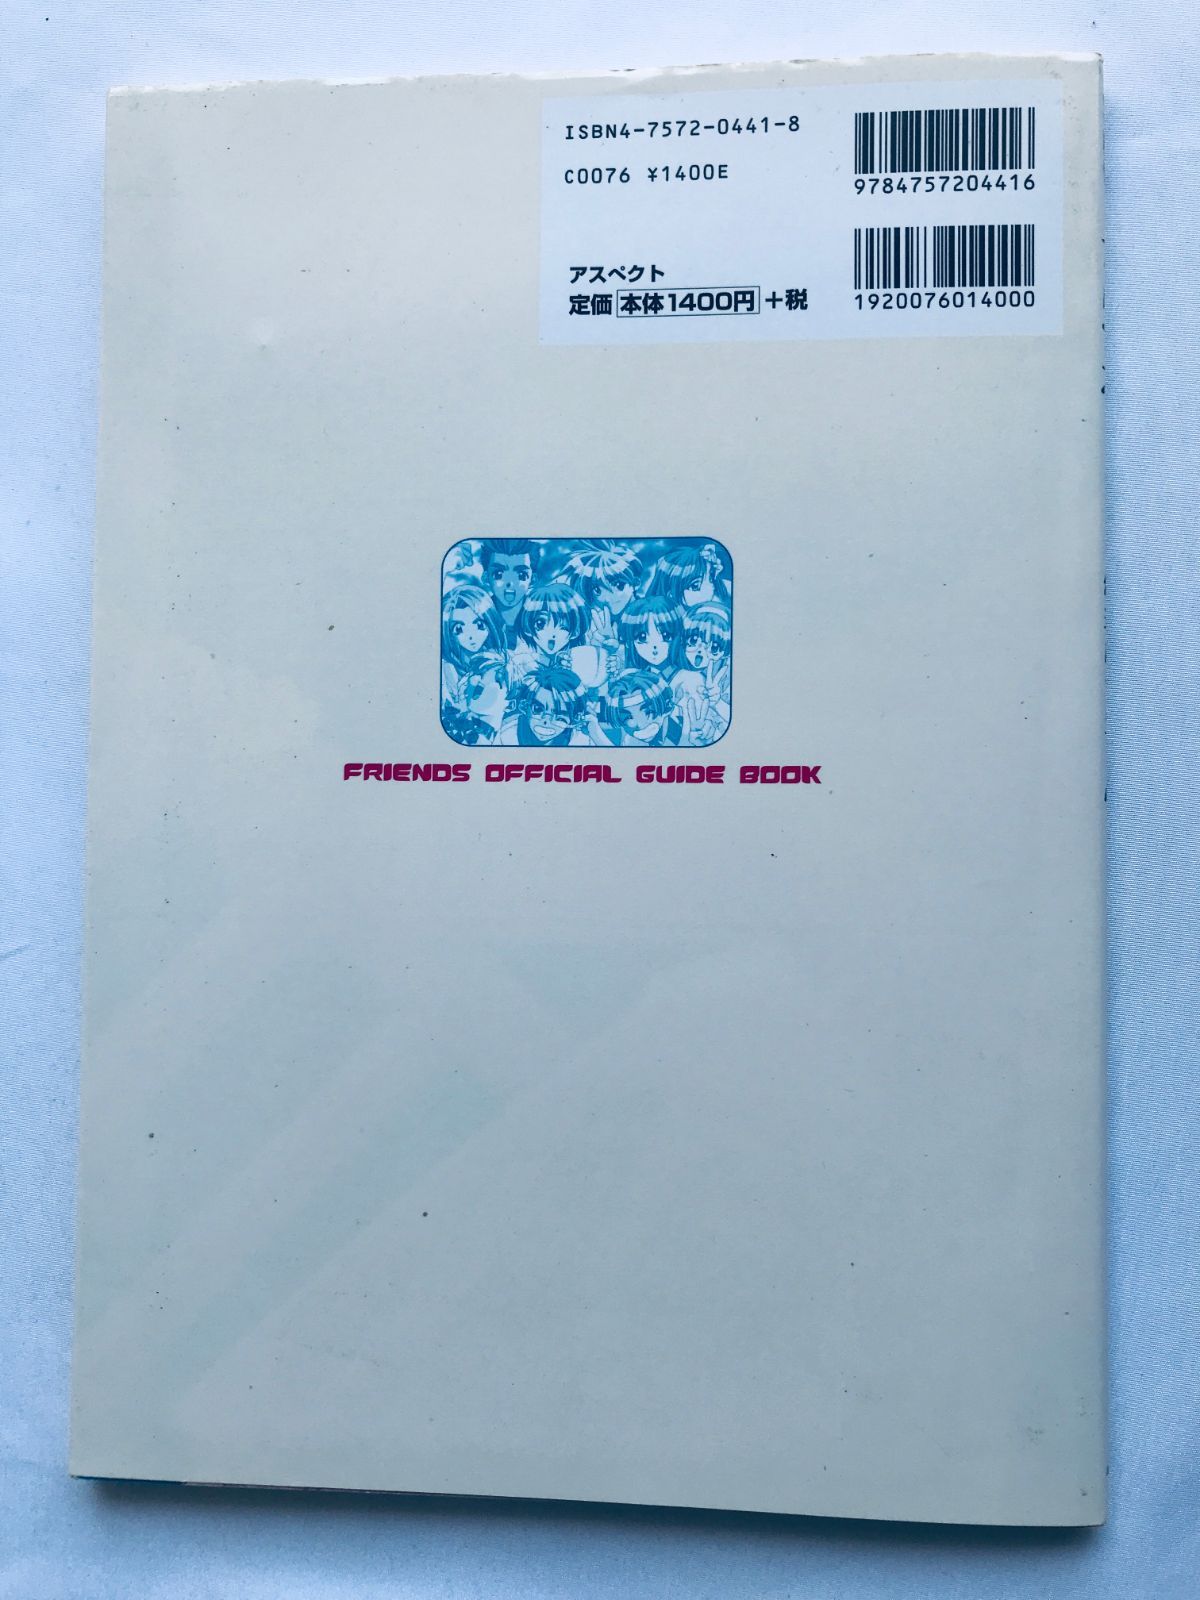 ISBN4-7572-0441-8
C0076 ¥1400E
9784757204416
アスペクト
定価 本体1400円 +税
1920076014000
FRIENDS OFFICIAL GUIDE BOOK